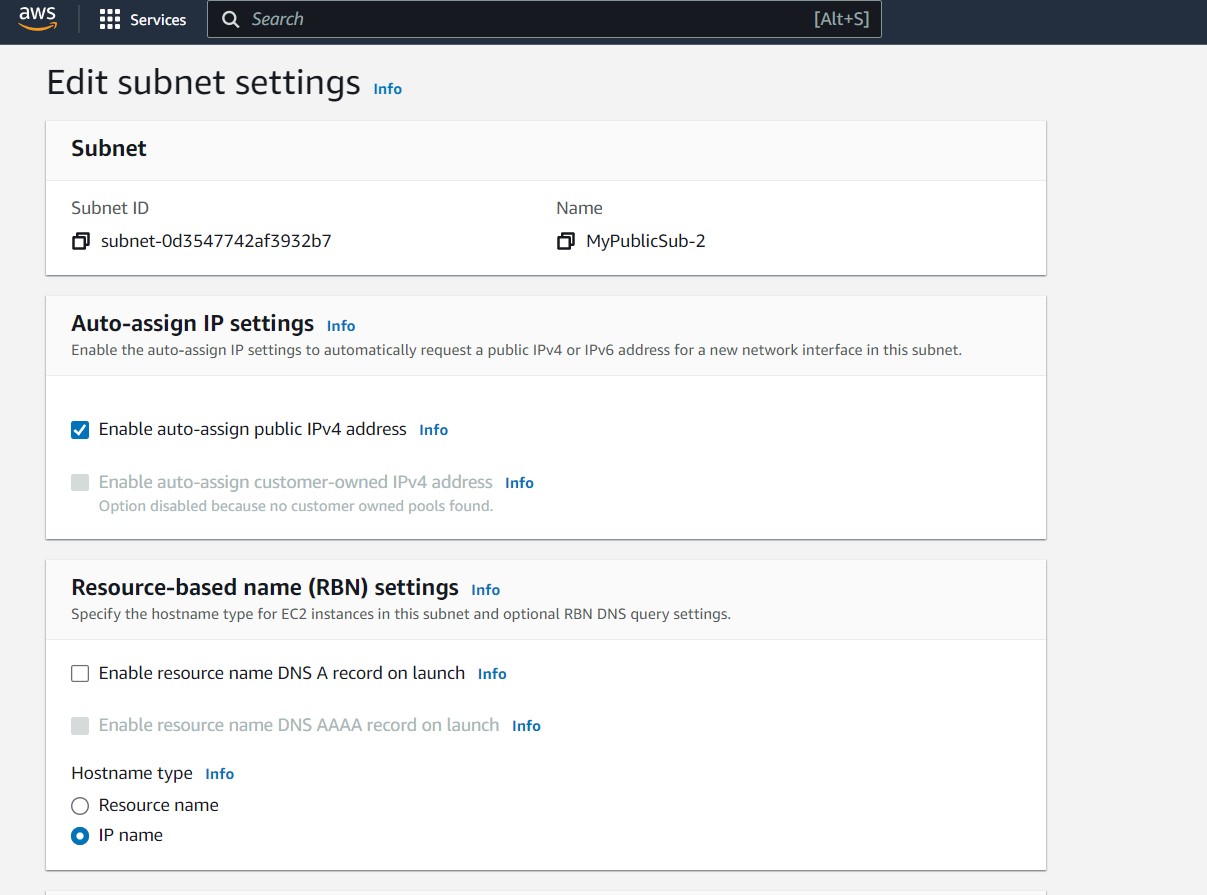 aws Services Search [Alt+S]
Edit subnet settings Info
Subnet
Subnet ID Name
subnet-0d3547742af3932b7 MyPublicSub-2
Auto-assign IP settings Info
Enable the auto-assign IP settings to automatically request a public IPv4 or IPv6 address for a new network interface in this subnet.
Enable auto-assign public IPv4 address Info
Enable auto-assign customer-owned IPv4 address Info
Option disabled because no customer owned pools found.
Resource-based name (RBN) settings Info
Specify the hostname type for EC2 instances in this subnet and optional RBN DNS query settings.
Enable resource name DNS A record on launch Info
Enable resource name DNS AAAA record on launch Info
Hostname type Info
Resource name
IP name